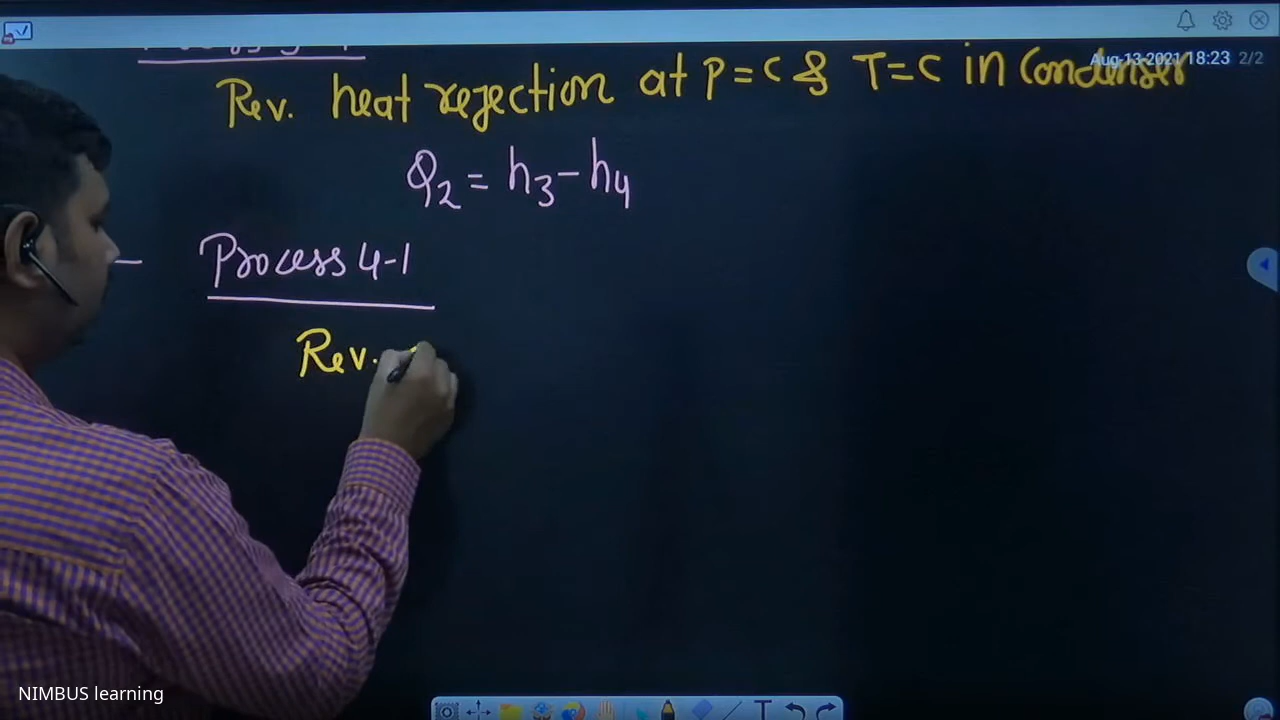 Aug-13-2021 18:23 2/2
Rev. heat rejection at P=C & T=C in Condenser
Q2 = h3-h4
- Process 4-1
Rev.
NIMBUS learning